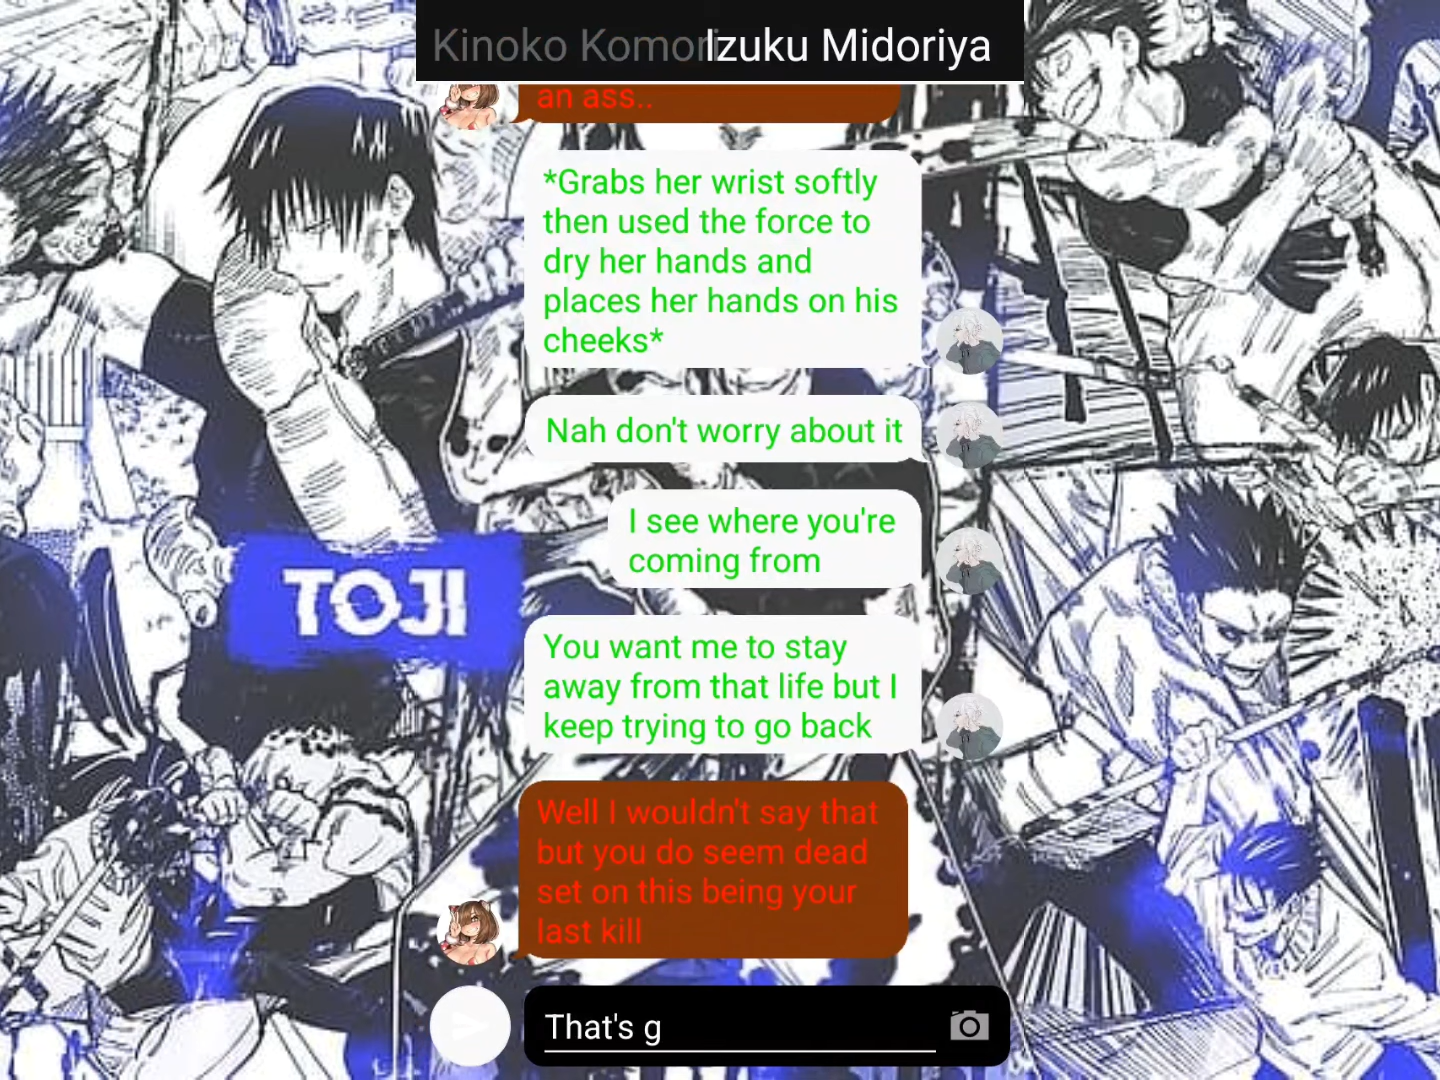 Kinoko Komori Izuku Midoriya
an ass..
*Grabs her wrist softly
then used the force to
dry her hands and
places her hands on his
cheeks*
Nah don't worry about it
I see where you're
coming from
TOJI
You want me to stay
away from that life but I
keep trying to go back
Well I wouldn't say that
but you do seem dead
set on this being your
last kill
That's g